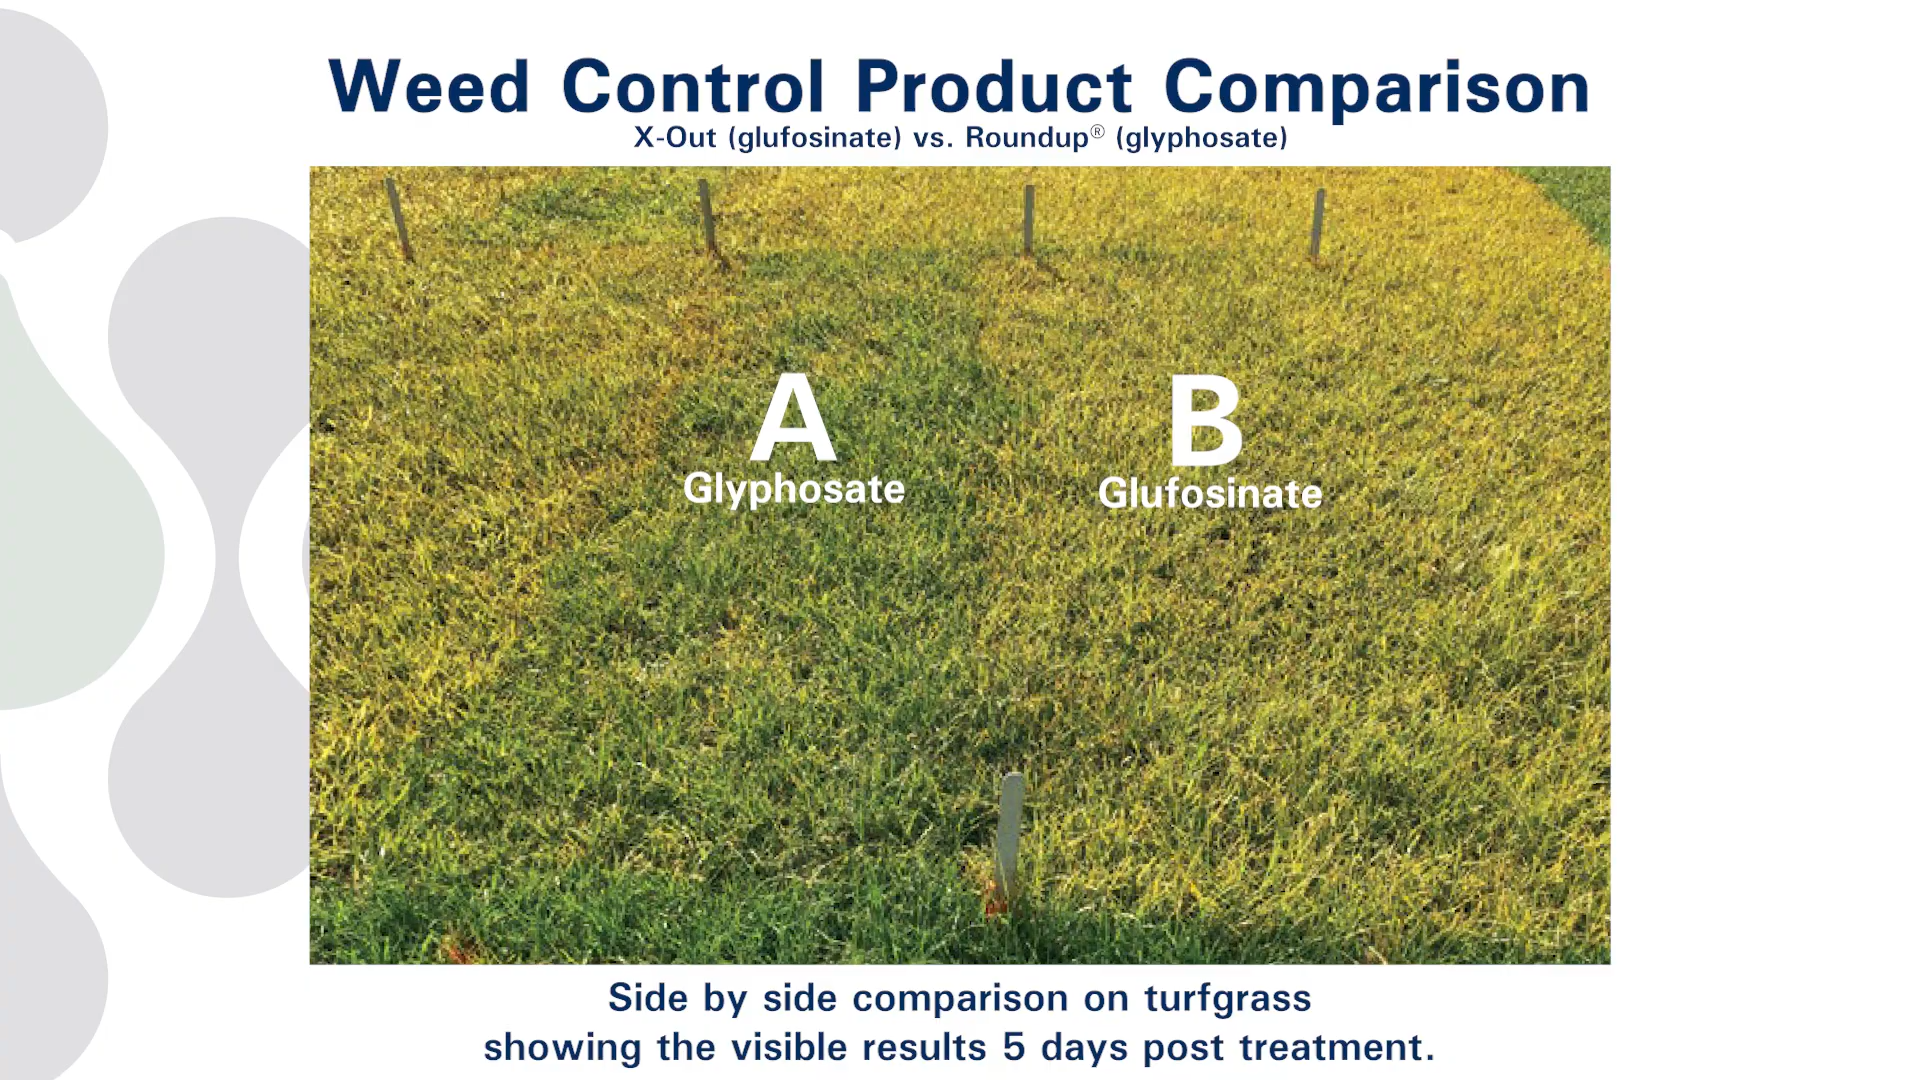 Weed Control Product Comparison
X-Out (glufosinate) vs. Roundup® (glyphosate)
A
Glyphosate
B
Glufosinate
Side by side comparison on turfgrass
showing the visible results 5 days post treatment.